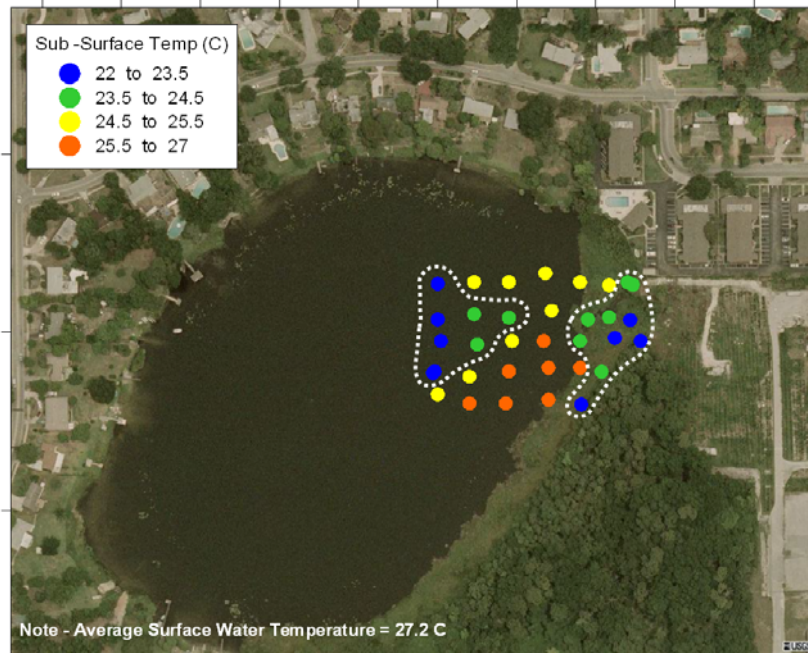 Sub -Surface Temp (C)
22 to 23.5
23.5 to 24.5
24.5 to 25.5
25.5 to 27
Note - Average Surface Water Temperature = 27.2 C
USGS